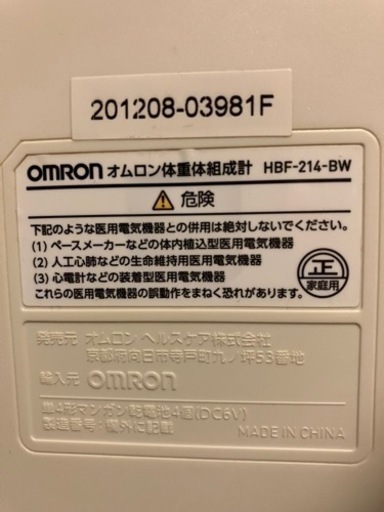 201208-03981F
OMRON オムロン体重体組成計 HBF-214-BW
危険
下記のような医用電気機器との併用は絶対しないでください。
(1) ペースメーカーなどの体内植込型医用電気機器
(2) 人工心肺などの生命維持用医用電気機器
(3) 心電計などの装着型医用電気機器
これらの医用電気機器の誤動作をまねく恐れがあります。
正
家庭用
発売元 オムロン ヘルスケア株式会社
京都府向日市寺戸町九ノ坪53番地
輸入元 OMRON
単4形マンガン乾電池4個(DC6V)
製造番号：欄外に記載 MADE IN CHINA